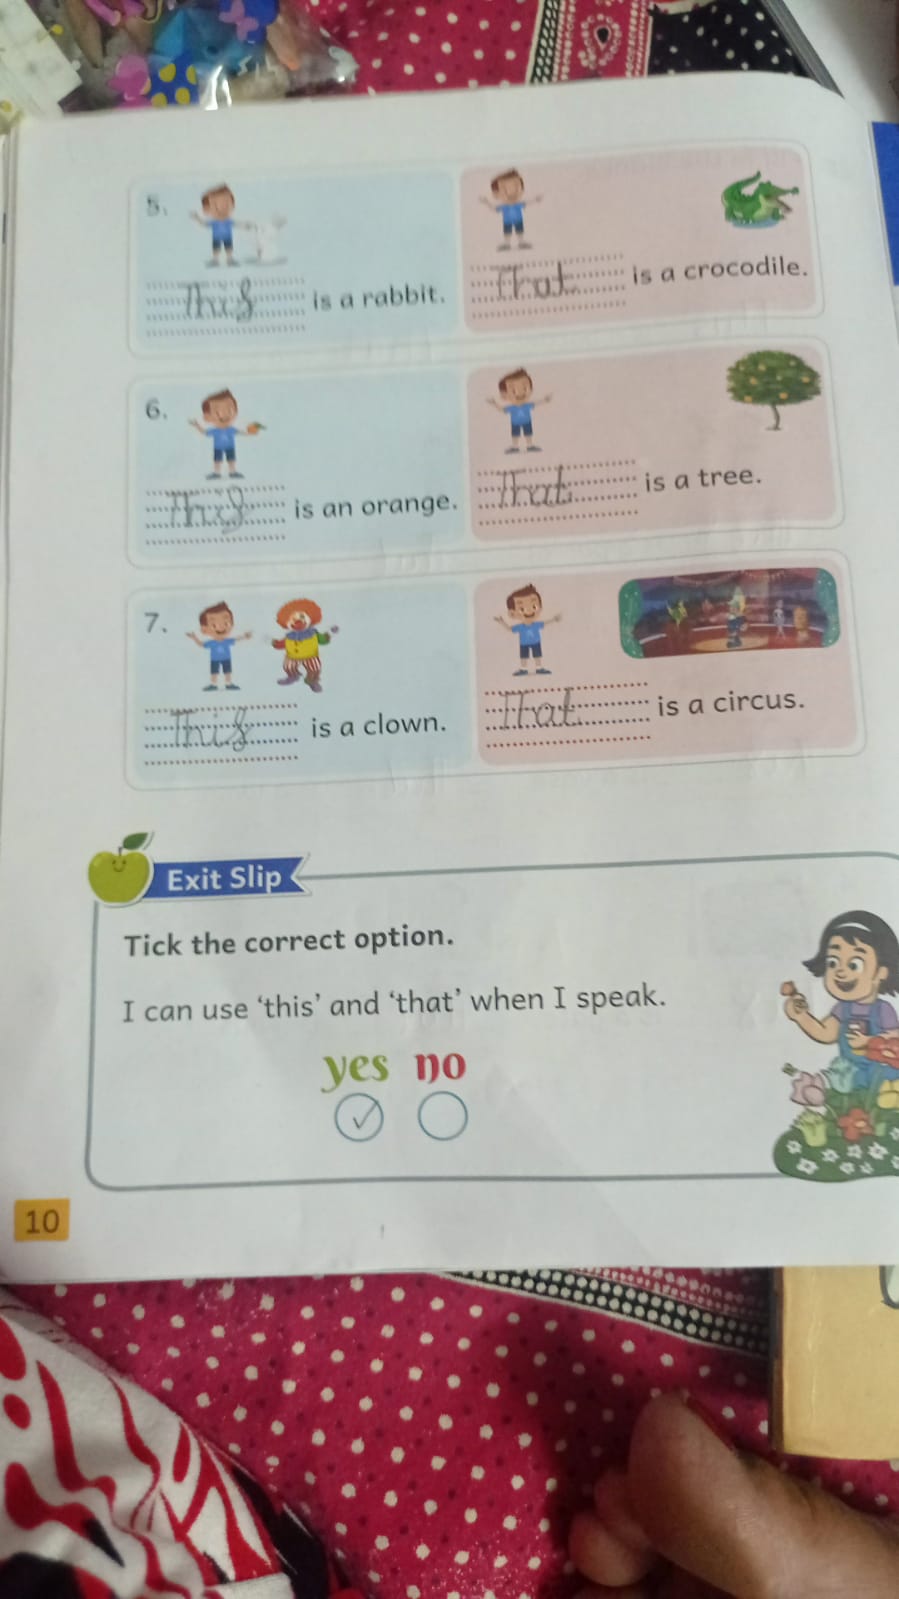 5.
This is a rabbit.
That is a crocodile.
6.
This is an orange.
That is a tree.
7.
This is a clown.
That is a circus.
Exit Slip
Tick the correct option.
I can use ‘this’ and ‘that’ when I speak.
yes no
10